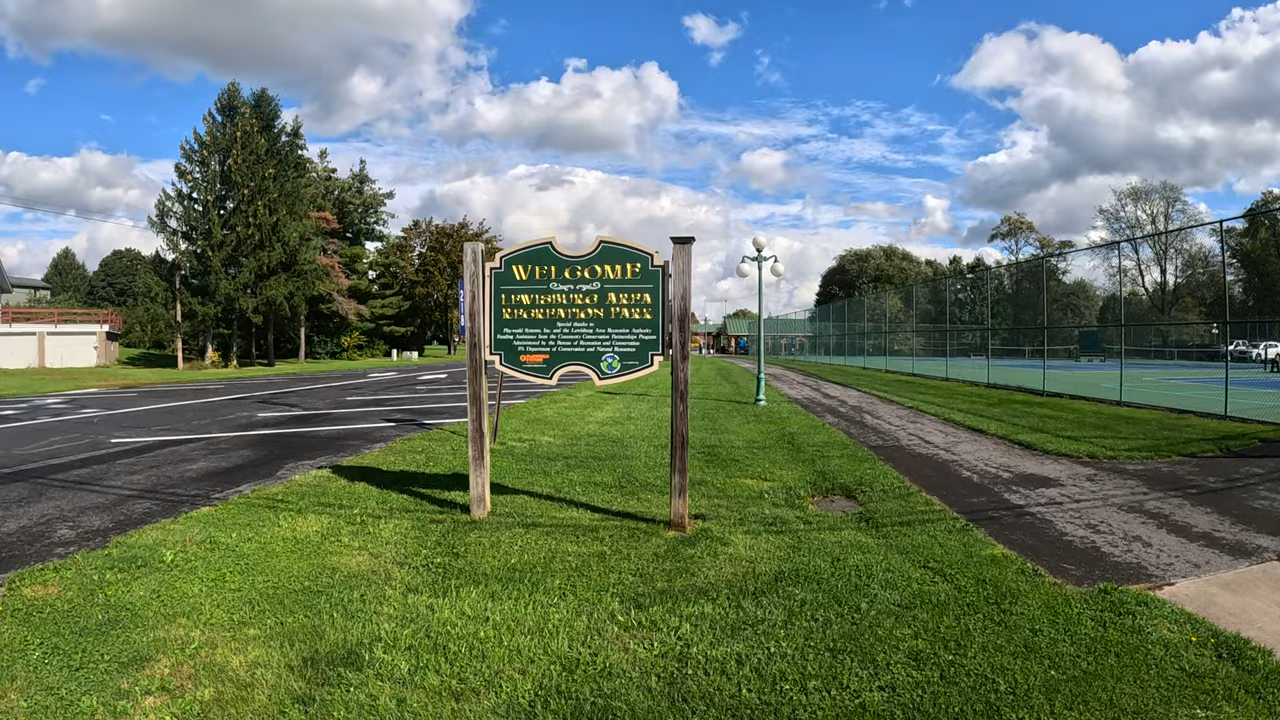 WELCOME
LEWISBURG AREA
RECREATION PARK
Special thanks to
Playworld Systems, Inc. and the Lewisburg Area Recreation Authority
Funding Assistance from the Community Conservation Partnerships Program
Administered by the Bureau of Recreation and Conservation
PA Department of Conservation and Natural Resources